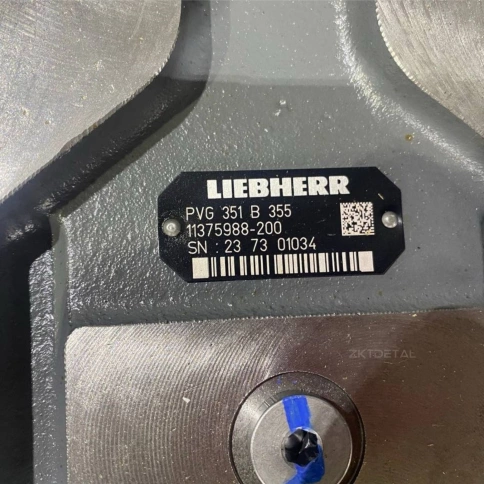 LIEBHERR
PVG 351 B 355
11375988-200
SN : 23 73 01034
ZKTDETAL